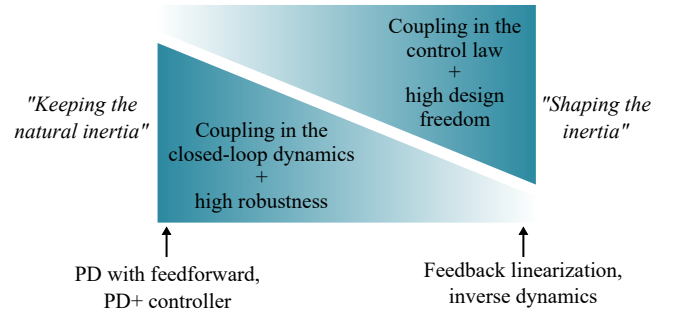 Coupling in the
control law
+
high design
freedom
"Keeping the
natural inertia"
"Shaping the
inertia"
Coupling in the
closed-loop dynamics
+
high robustness
PD with feedforward,
PD+ controller
Feedback linearization,
inverse dynamics